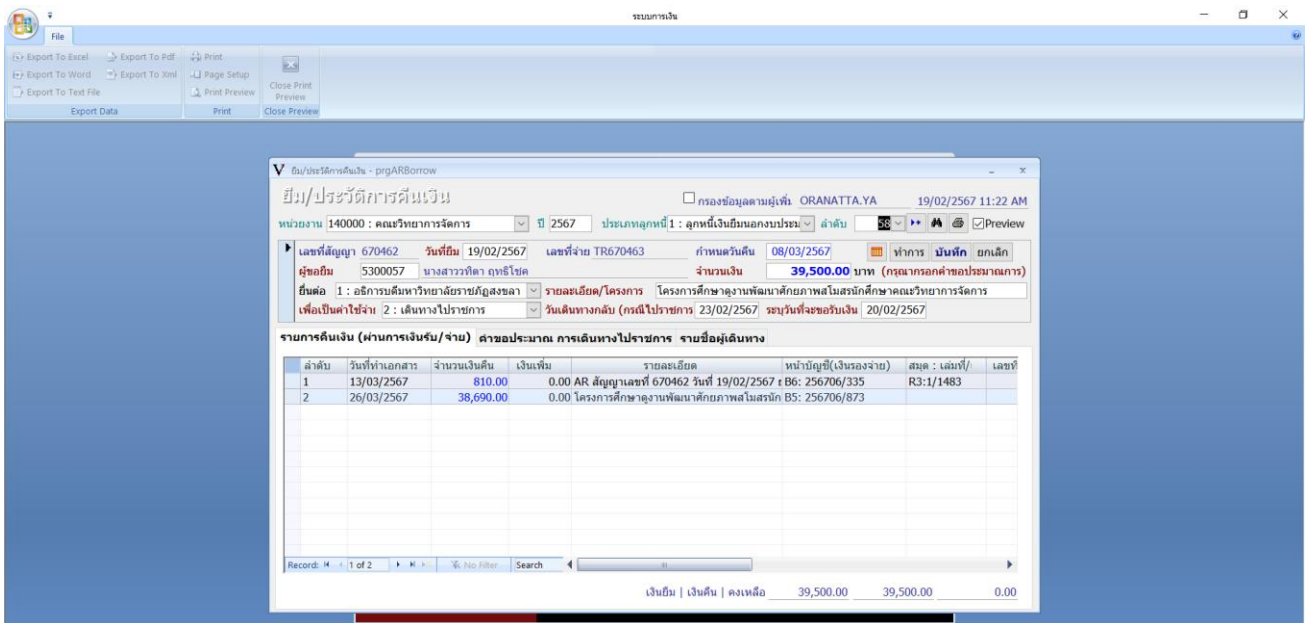 ระบบการเงิน
File
Export To Excel Export To Pdf Print
Export To Word Export To Xml Page Setup Close Print
Export To Text File Print Preview Preview
Export Data Print Close Preview
ยืม/ประวัติการคืนเงิน - prgARBorrow
ยืม/ประวัติการคืนเงิน กรองข้อมูลตามผู้เพิ่ม ORANATTA.YA 19/02/2567 11:22 AM
หน่วยงาน 140000 : คณะวิทยาการจัดการ ปี 2567 ประเภทลูกหนี้ 1 : ลูกหนี้เงินยืมนอกงบประม ลำดับ 58 Preview
เลขที่สัญญา 670462 วันที่ยืม 19/02/2567 เลขที่จ่าย TR670463 กำหนดวันคืน 08/03/2567 ทำการ บันทึก ยกเลิก
ผู้ขอยืม 5300057 จำนวนเงิน 39,500.00 บาท (กรุณากรอกคำขอประมาณการ)
ยื่นต่อ 1 : อธิการบดีมหาวิทยาลัยราชภัฏสงขลา รายละเอียด/โครงการ โครงการศึกษาดูงานพัฒนาศักยภาพสโมสรนักศึกษาคณะวิทยาการจัดการ
เพื่อเป็นค่าใช้จ่าย 2 : เดินทางไปราชการ วันเดินทางกลับ (กรณีไปราชการ 23/02/2567 ระบุวันที่จะขอรับเงิน 20/02/2567
รายการคืนเงิน (ผ่านการเงินรับ/จ่าย) คำขอประมาณ การเดินทางไปราชการ รายชื่อผู้เดินทาง
ลำดับ วันที่ทำเอกสาร จำนวนเงินคืน เงินเพิ่ม รายละเอียด หน้าบัญชี(เงินรองจ่าย) สมุด : เล่มที่/ เลขที่
1 13/03/2567 810.00 0.00 AR สัญญาเลขที่ 670462 วันที่ 19/02/2567 B6: 256706/335 R3:1/1483
2 26/03/2567 38,690.00 0.00 โครงการศึกษาดูงานพัฒนาศักยภาพสโมสรนัก B5: 256706/873
Record: 1 of 2 No Filter Search
เงินยืม | เงินคืน | คงเหลือ 39,500.00 39,500.00 0.00